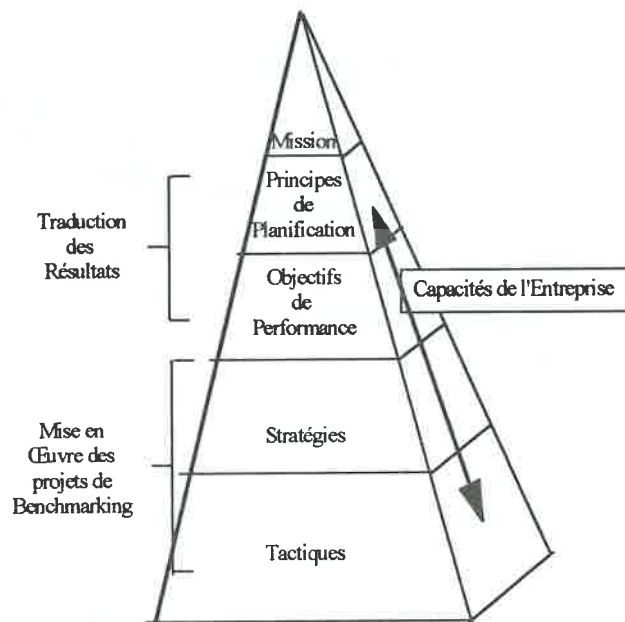 Mission
Principes
de
Planification
Traduction
des
Résultats
Objectifs
de
Performance
Capacités de l'Entreprise
Mise en
Œuvre des
projets de
Benchmarking
Stratégies
Tactiques